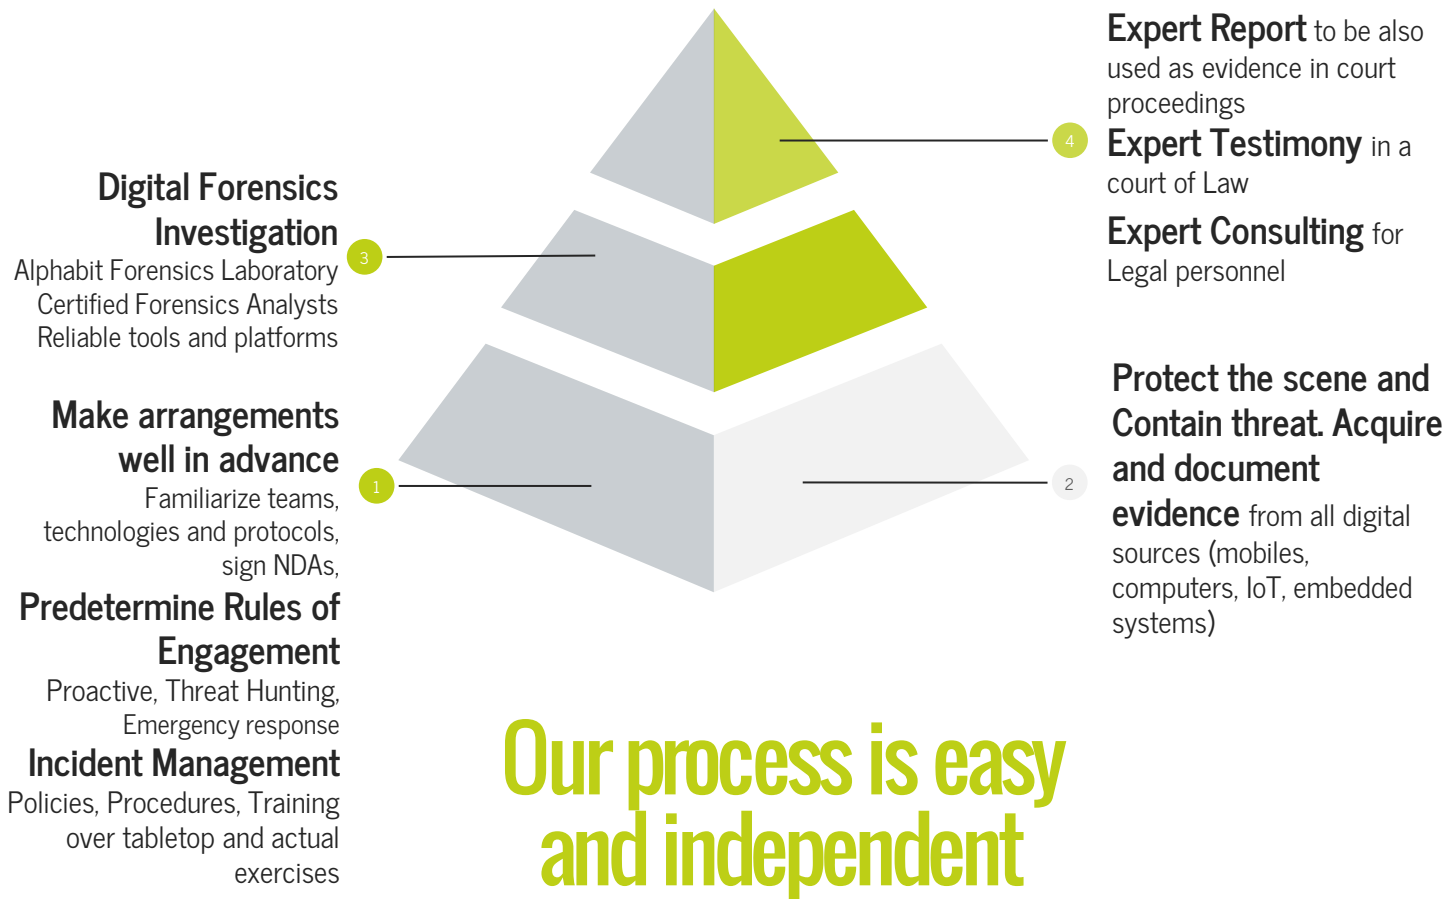 Expert Report to be also
used as evidence in court
proceedings
4
Expert Testimony in a
court of Law
Expert Consulting for
Legal personnel
Digital Forensics
Investigation
3
Alphabit Forensics Laboratory
Certified Forensics Analysts
Reliable tools and platforms
Make arrangements
well in advance
1
Familiarize teams,
technologies and protocols,
sign NDAs,
Predetermine Rules of
Engagement
Proactive, Threat Hunting,
Emergency response
Incident Management
Policies, Procedures, Training
over tabletop and actual
exercises
Protect the scene and
Contain threat. Acquire
and document
2
evidence from all digital
sources (mobiles,
computers, IoT, embedded
systems)
Our process is easy
and independent